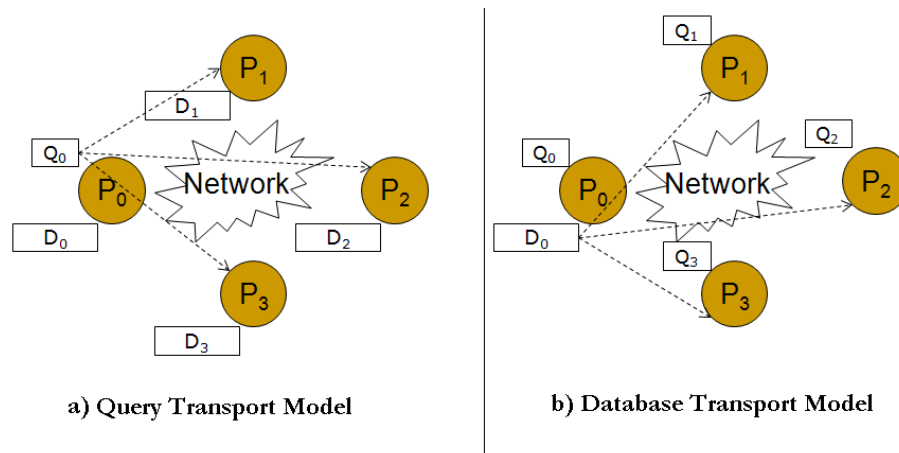 P₁
D₁
Q₀
P₀
Network
P₂
D₀
D₂
P₃
D₃
a) Query Transport Model
Q₁
P₁
Q₂
Q₀
P₀
Network
P₂
D₀
Q₃
P₃
b) Database Transport Model